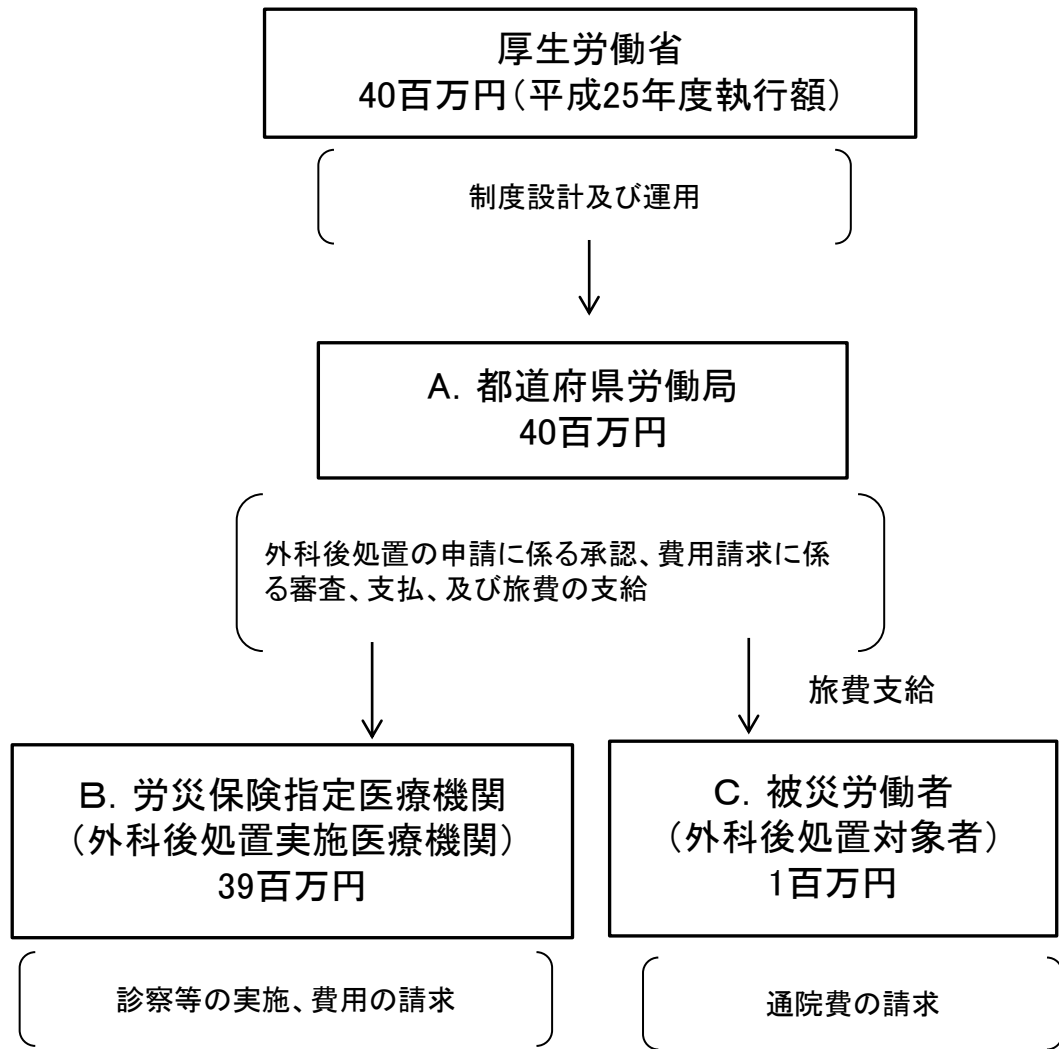 厚生労働省
40百万円（平成25年度執行額）
制度設計及び運用
A．都道府県労働局
40百万円
外科後処置の申請に係る承認、費用請求に係
る審査、支払、及び旅費の支給
旅費支給
B．労災保険指定医療機関
（外科後処置実施医療機関）
39百万円
C．被災労働者
（外科後処置対象者）
1百万円
診察等の実施、費用の請求
通院費の請求